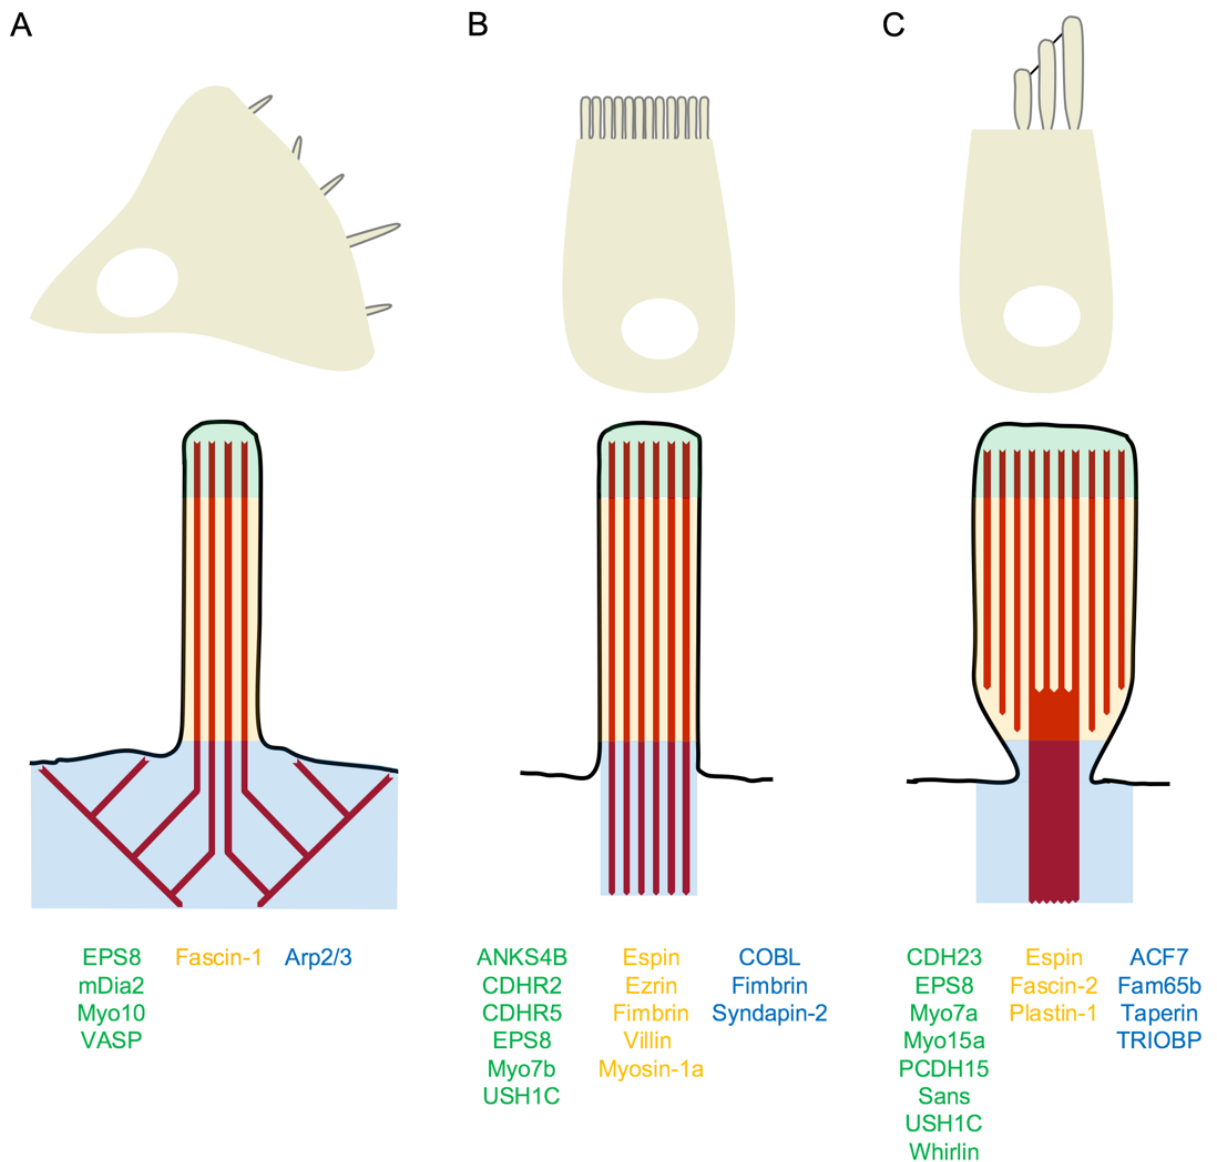 A
B
C
EPS8 Fascin-1 Arp2/3
mDia2
Myo10
VASP
ANKS4B Espin COBL
CDHR2 Ezrin Fimbrin
CDHR5 Fimbrin Syndapin-2
EPS8 Villin
Myo7b Myosin-1a
USH1C
CDH23 Espin ACF7
EPS8 Fascin-2 Fam65b
Myo7a Plastin-1 Taperin
Myo15a TRIOBP
PCDH15
Sans
USH1C
Whirlin